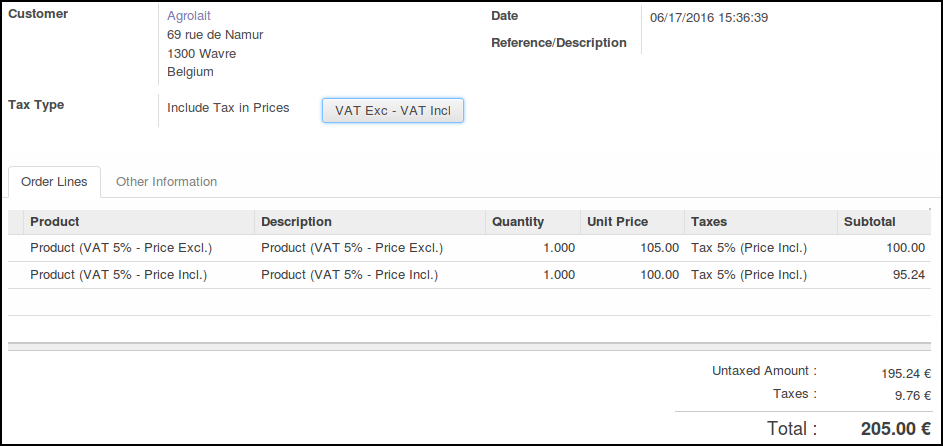 Customer Agrolait Date 06/17/2016 15:36:39
69 rue de Namur Reference/Description
1300 Wavre
Belgium
Tax Type Include Tax in Prices VAT Exc - VAT Incl
Order Lines Other Information
Product Description Quantity Unit Price Taxes Subtotal
Product (VAT 5% - Price Excl.) Product (VAT 5% - Price Excl.) 1.000 105.00 Tax 5% (Price Incl.) 100.00
Product (VAT 5% - Price Incl.) Product (VAT 5% - Price Incl.) 1.000 100.00 Tax 5% (Price Incl.) 95.24
Untaxed Amount : 195.24 €
Taxes : 9.76 €
Total : 205.00 €